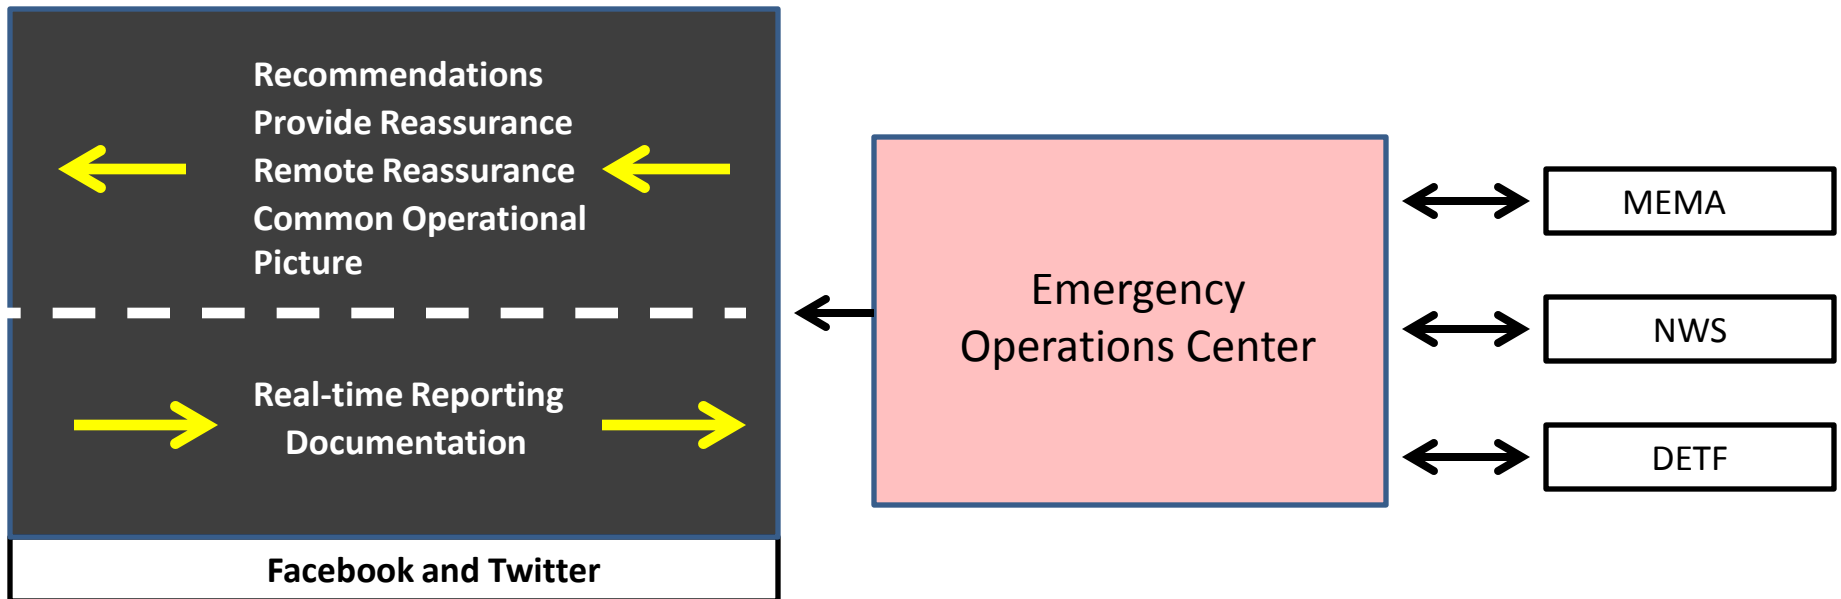 Recommendations
Provide Reassurance
Remote Reassurance
Common Operational
Picture
Real-time Reporting
Documentation
Facebook and Twitter
Emergency
Operations Center
MEMA
NWS
DETF